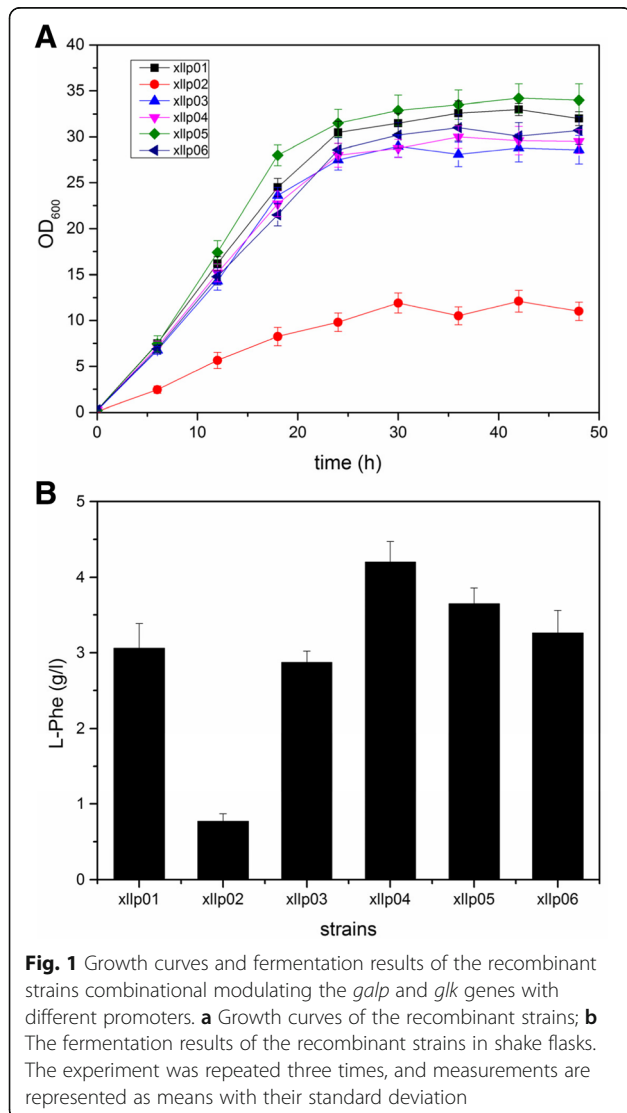 A
40
35
30
25
20
15
10
5
0
OD600
xllp01
xllp02
xllp03
xllp04
xllp05
xllp06
0 10 20 30 40 50
time (h)
B
5
4
3
2
1
0
L-Phe (g/l)
xllp01 xllp02 xllp03 xllp04 xllp05 xllp06
strains
Fig. 1 Growth curves and fermentation results of the recombinant
strains combinational modulating the galp and glk genes with
different promoters. a Growth curves of the recombinant strains; b
The fermentation results of the recombinant strains in shake flasks.
The experiment was repeated three times, and measurements are
represented as means with their standard deviation